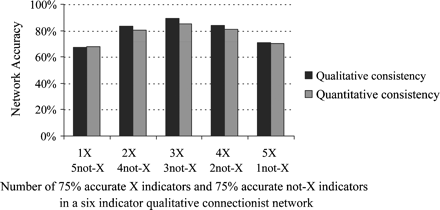 100%
80%
60%
40%
20%
0%
Network Accuracy
1X 2X 3X 4X 5X
5not-X 4not-X 3not-X 2not-X 1not-X
Qualitative consistency
Quantitative consistency
Number of 75% accurate X indicators and 75% accurate not-X indicators
in a six indicator qualitative connectionist network